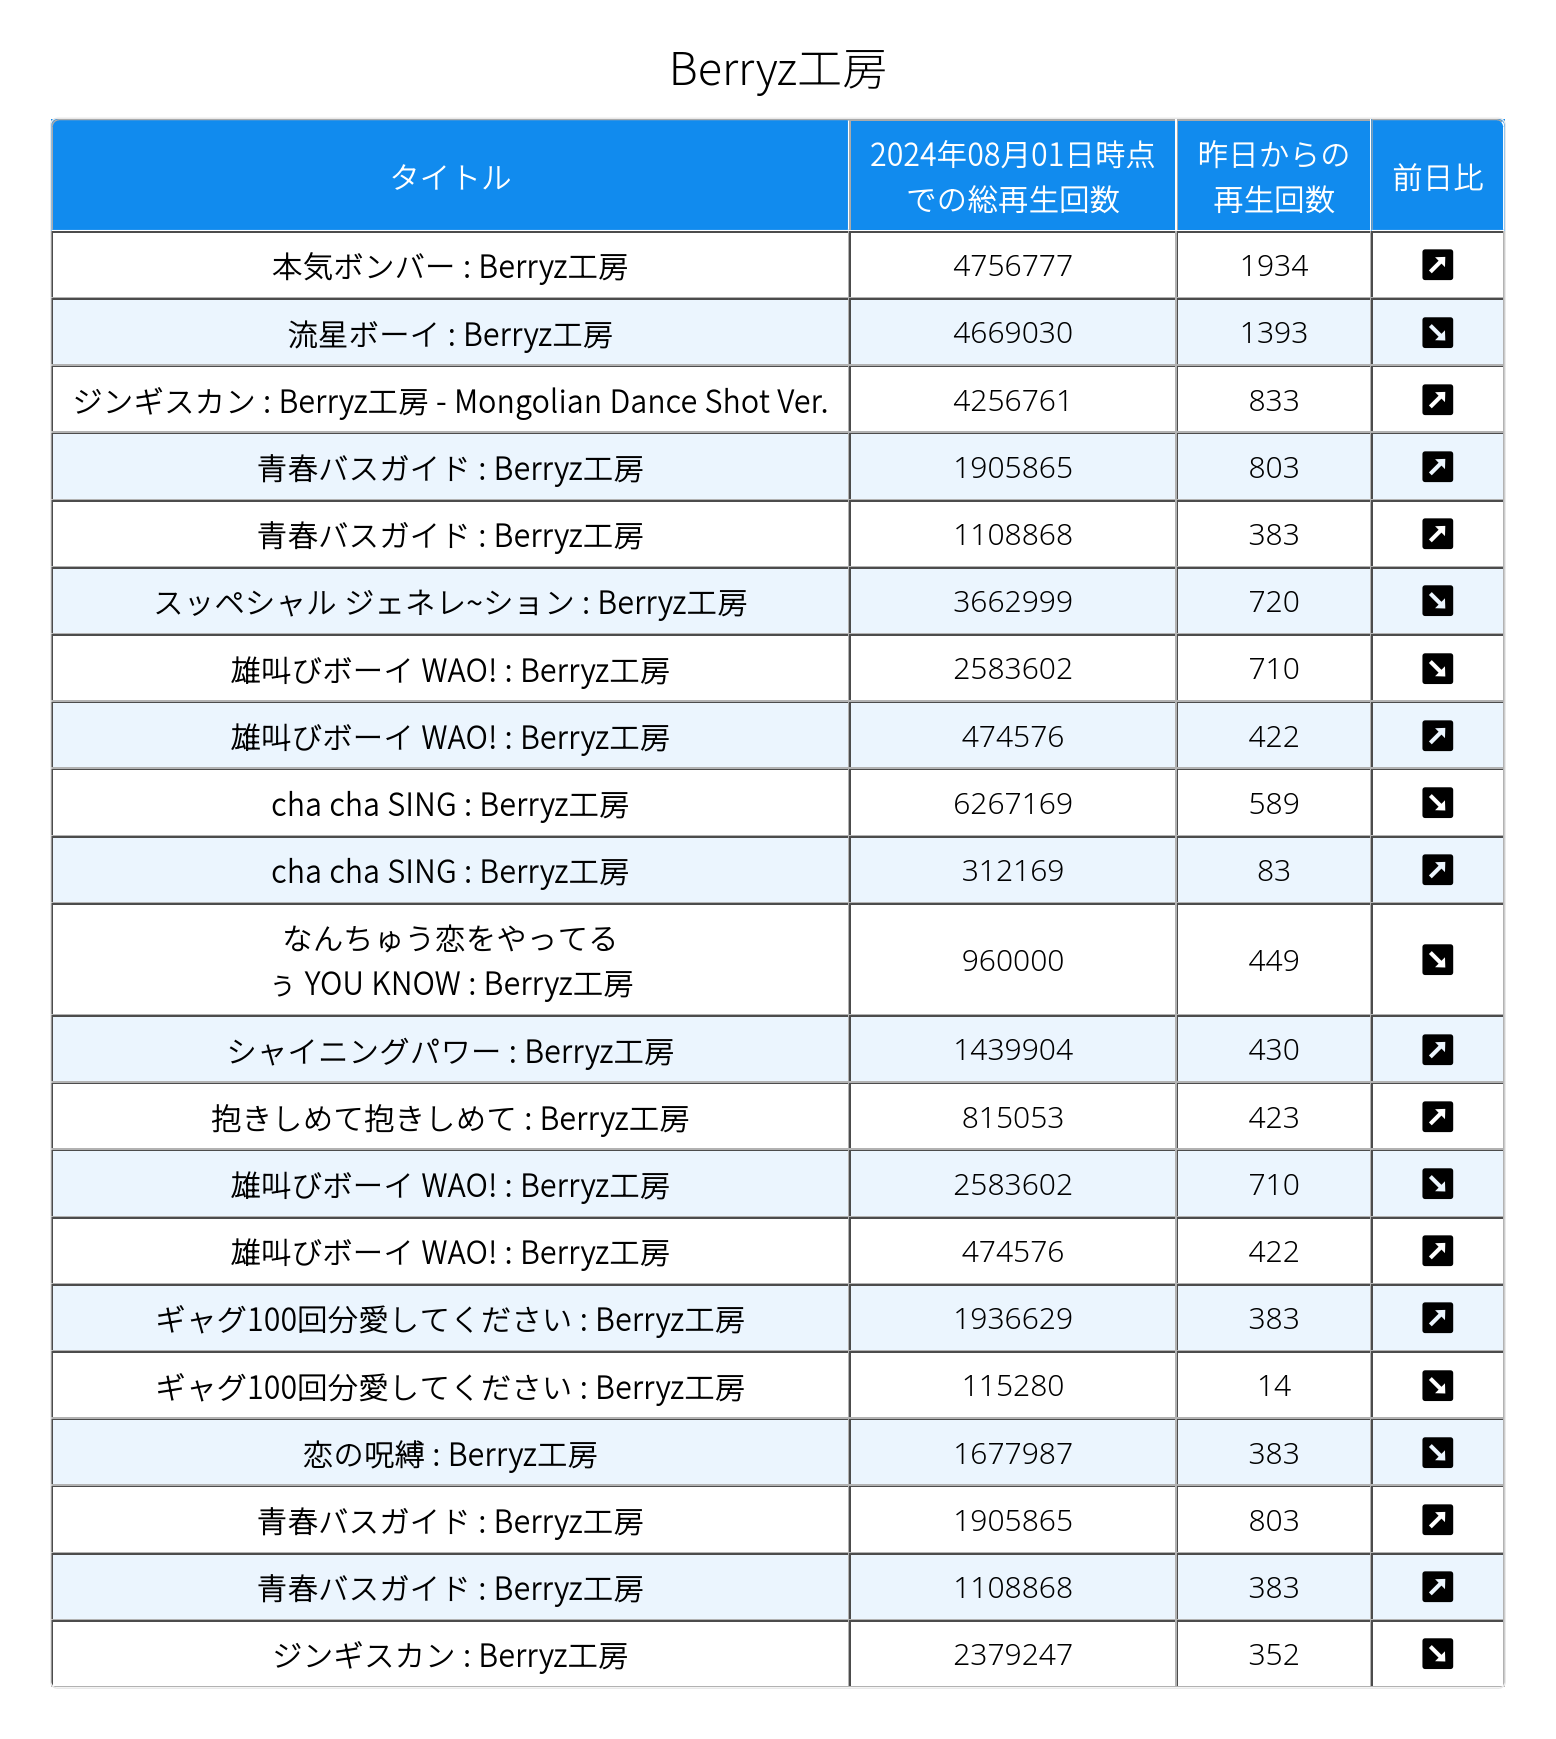 Berryz工房
タイトル 2024年08月01日時点 昨日からの 前日比
での総再生回数 再生回数
本気ボンバー : Berryz工房 4756777 1934
流星ボーイ : Berryz工房 4669030 1393
ジンギスカン : Berryz工房 - Mongolian Dance Shot Ver. 4256761 833
青春バスガイド : Berryz工房 1905865 803
青春バスガイド : Berryz工房 1108868 383
スッペシャル ジェネレ~ション : Berryz工房 3662999 720
雄叫びボーイ WAO! : Berryz工房 2583602 710
雄叫びボーイ WAO! : Berryz工房 474576 422
cha cha SING : Berryz工房 6267169 589
cha cha SING : Berryz工房 312169 83
なんちゅう恋をやってる
ぅ YOU KNOW : Berryz工房 960000 449
シャイニングパワー : Berryz工房 1439904 430
抱きしめて抱きしめて : Berryz工房 815053 423
雄叫びボーイ WAO! : Berryz工房 2583602 710
雄叫びボーイ WAO! : Berryz工房 474576 422
ギャグ100回分愛してください : Berryz工房 1936629 383
ギャグ100回分愛してください : Berryz工房 115280 14
恋の呪縛 : Berryz工房 1677987 383
青春バスガイド : Berryz工房 1905865 803
青春バスガイド : Berryz工房 1108868 383
ジンギスカン : Berryz工房 2379247 352